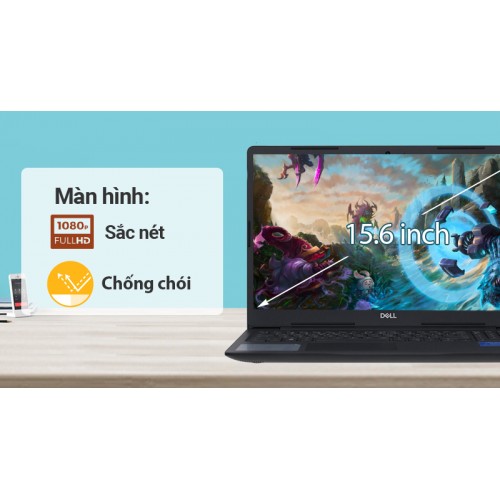 Màn hình:
1080p
FULL HD
Sắc nét
Chống chói
15.6 inch
DELL